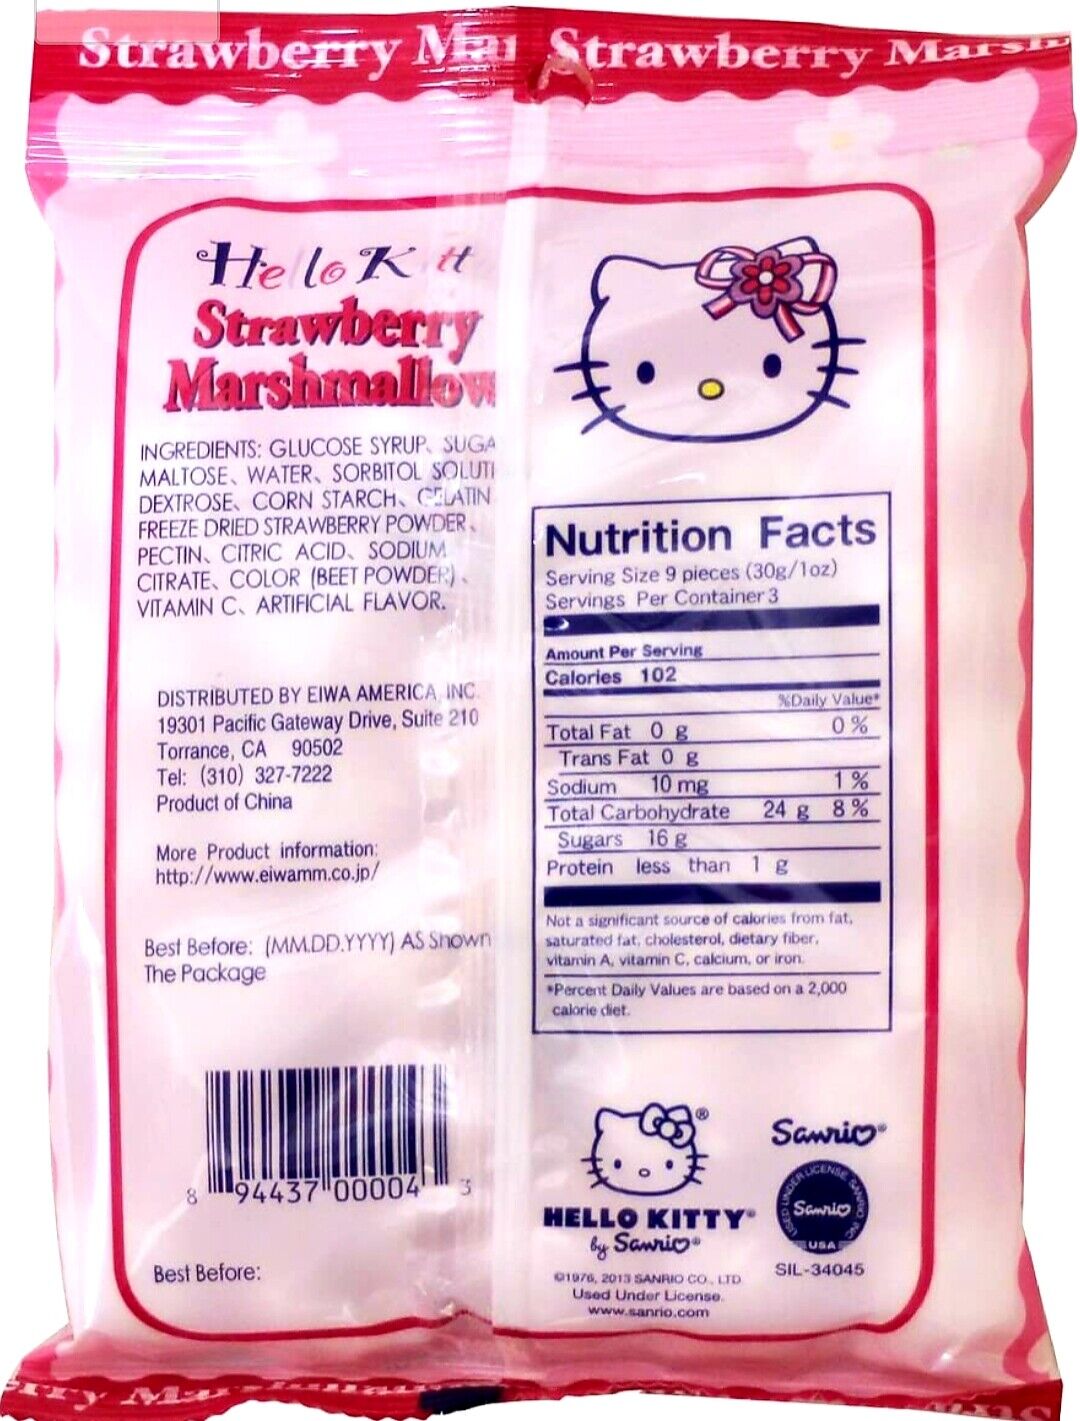 Strawberry Mar Strawberry Marsh
Hello Kitt
Strawberry
Marshmallow
INGREDIENTS: GLUCOSE SYRUP、SUGA
MALTOSE、WATER、SORBITOL SOLUTI
DEXTROSE、CORN STARCH、GELATIN
FREEZE DRIED STRAWBERRY POWDER、
PECTIN、CITRIC ACID、SODIUM
CITRATE、COLOR (BEET POWDER)、
VITAMIN C、ARTIFICIAL FLAVOR.
DISTRIBUTED BY EIWA AMERICA, INC.
19301 Pacific Gateway Drive, Suite 210
Torrance, CA 90502
Tel: (310) 327-7222
Product of China
More Product information:
http://www.eiwamm.co.jp/
Best Before: (MM.DD.YYYY) AS Shown
The Package
8 94437 00004 3
Best Before:
Nutrition Facts
Serving Size 9 pieces (30g/1oz)
Servings Per Container 3
Amount Per Serving
Calories 102
%Daily Value*
Total Fat 0 g 0 %
Trans Fat 0 g
Sodium 10 mg 1 %
Total Carbohydrate 24 g 8 %
Sugars 16 g
Protein less than 1 g
Not a significant source of calories from fat,
saturated fat, cholesterol, dietary fiber,
vitamin A, vitamin C, calcium, or iron.
*Percent Daily Values are based on a 2,000
calorie diet.
®
HELLO KITTY®
by Sanrio®
©1976, 2013 SANRIO CO., LTD.
Used Under License.
www.sanrio.com
Sanrio®
USED UNDER LICENSE SANRIO INC
Sanrio
USA
SIL-34045
rry Mar